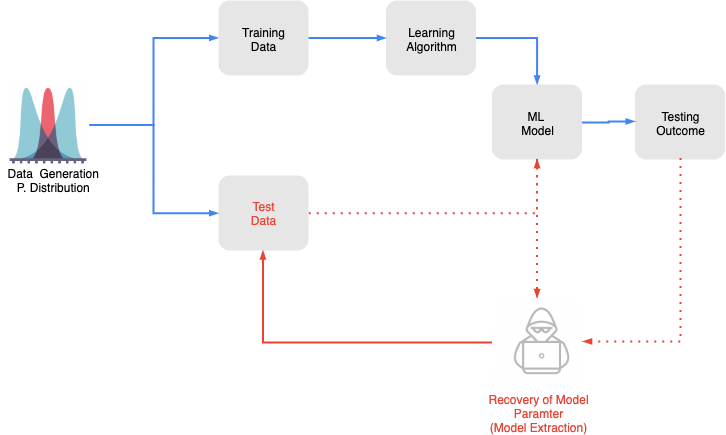 Training
Data
Learning
Algorithm
ML
Model
Testing
Outcome
Data Generation
P. Distribution
Test
Data
Recovery of Model
Paramter
(Model Extraction)